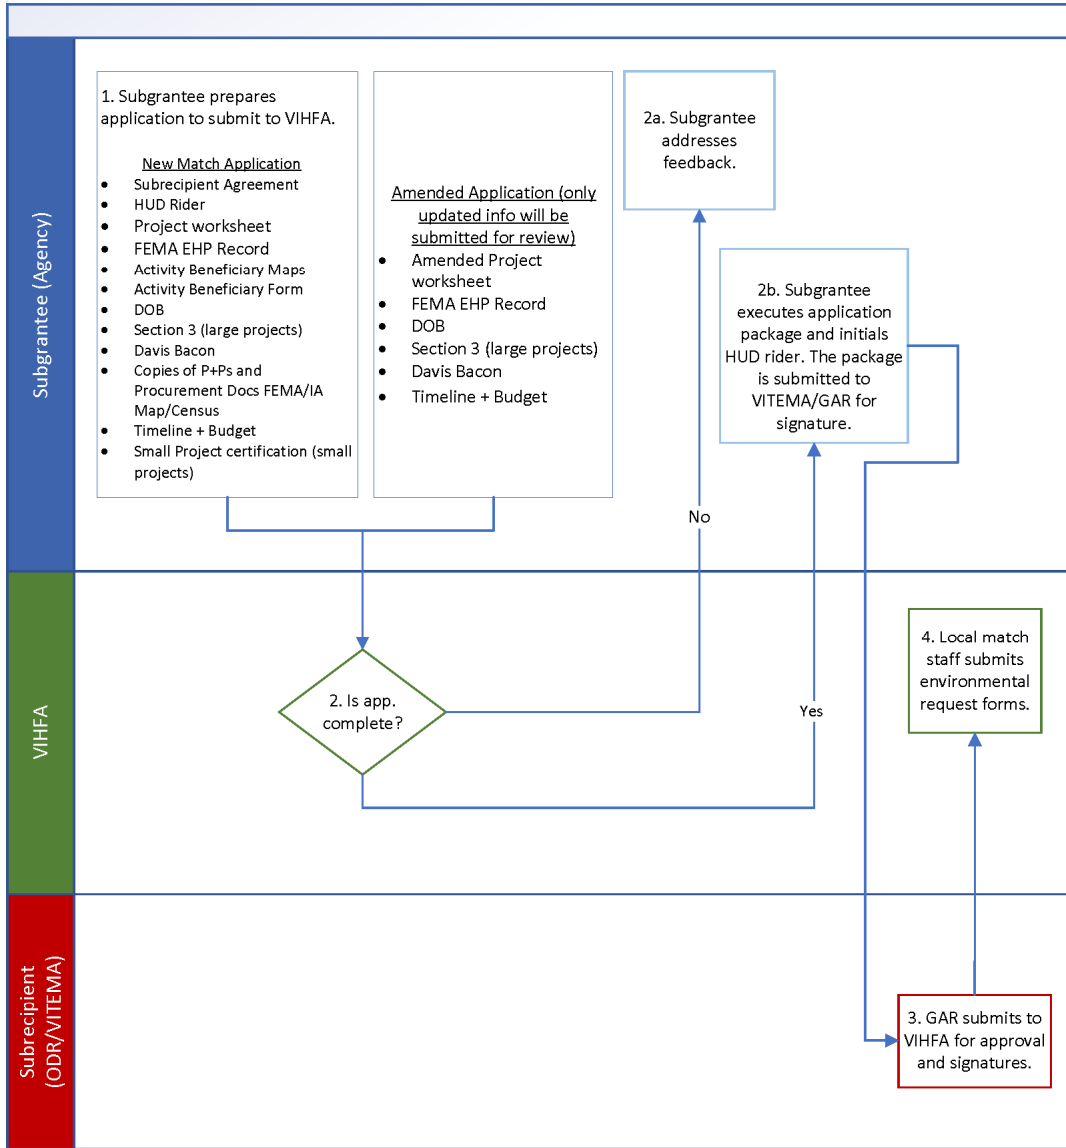 Subgrantee (Agency)
1. Subgrantee prepares
application to submit to VIHFA.
New Match Application
• Subrecipient Agreement
• HUD Rider
• Project worksheet
• FEMA EHP Record
• Activity Beneficiary Maps
• Activity Beneficiary Form
• DOB
• Section 3 (large projects)
• Davis Bacon
• Copies of P+Ps and
Procurement Docs FEMA/IA
Map/Census
• Timeline + Budget
• Small Project certification (small
projects)
Amended Application (only
updated info will be
submitted for review)
• Amended Project
worksheet
• FEMA EHP Record
• DOB
• Section 3 (large projects)
• Davis Bacon
• Timeline + Budget
2a. Subgrantee
addresses
feedback.
2b. Subgrantee
executes application
package and initials
HUD rider. The package
is submitted to
VITEMA/GAR for
signature.
No
VIHFA
2. Is app.
complete?
Yes
4. Local match
staff submits
environmental
request forms.
Subrecipient
(ODR/VITEMA)
3. GAR submits to
VIHFA for approval
and signatures.